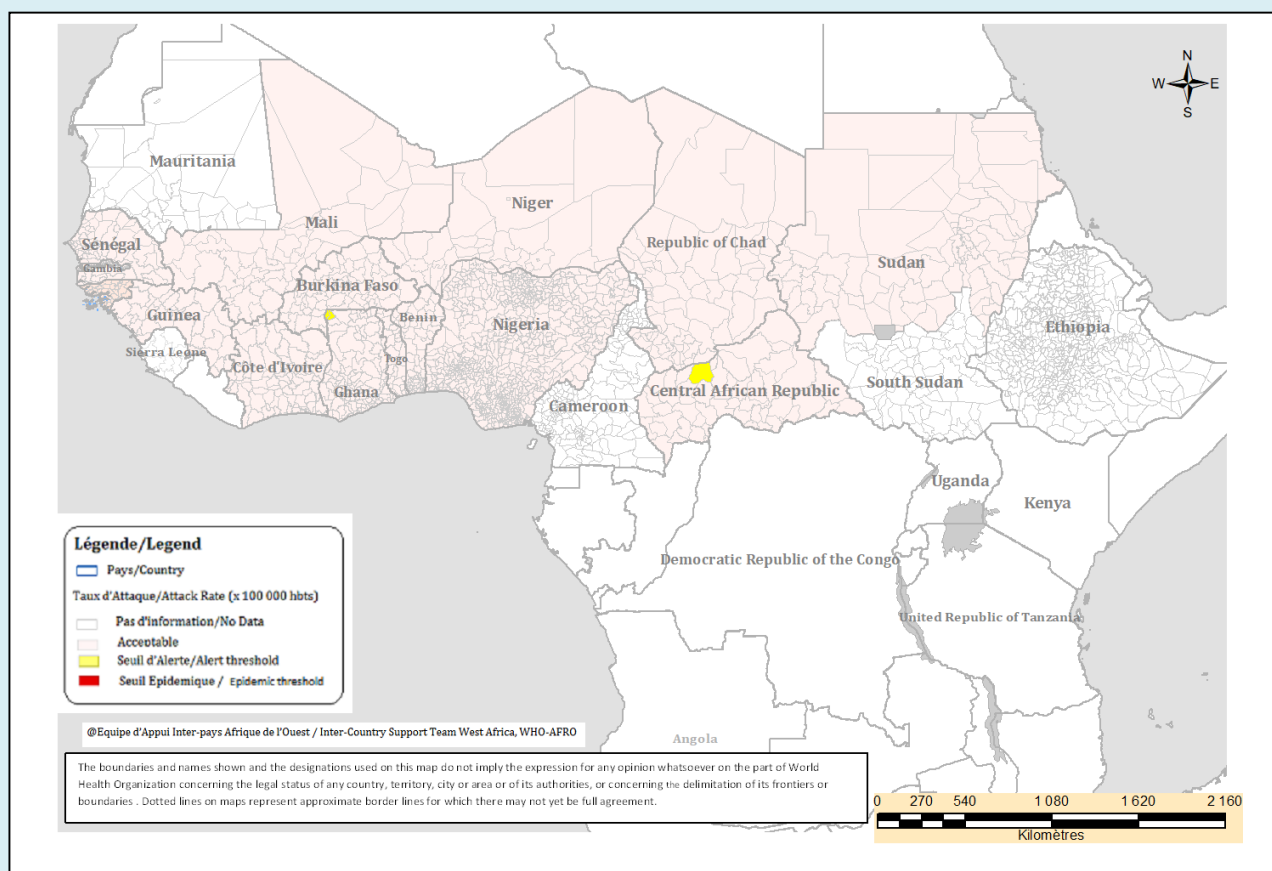 N
W E
S
Mauritania
Mali
Niger
Sénégal
Gambia
Republic of Chad
Sudan
Burkina Faso
Guinea
Benin
Nigeria
Ethiopia
Sierra Leone
Côte d'Ivoire
Togo
Ghana
South Sudan
Central African Republic
Cameroon
Uganda
Kenya
Democratic Republic of the Congo
United Republic of Tanzania
Angola
Légende/Legend
Pays/Country
Taux d'Attaque/Attack Rate (x 100 000 hbts)
Pas d'information/No Data
Acceptable
Seuil d'Alerte/Alert threshold
Seuil Epidemique / Epidemic threshold
@Equipe d'Appui Inter-pays Afrique de l'Ouest / Inter-Country Support Team West Africa, WHO-AFRO
The boundaries and names shown and the designations used on this map do not imply the expression for any opinion whatsoever on the part of World
Health Organization concerning the legal status of any country, territory, city or area or of its authorities, or concerning the delimitation of its frontiers or
boundaries . Dotted lines on maps represent approximate border lines for which there may not yet be full agreement.
0 270 540 1 080 1 620 2 160
Kilomètres